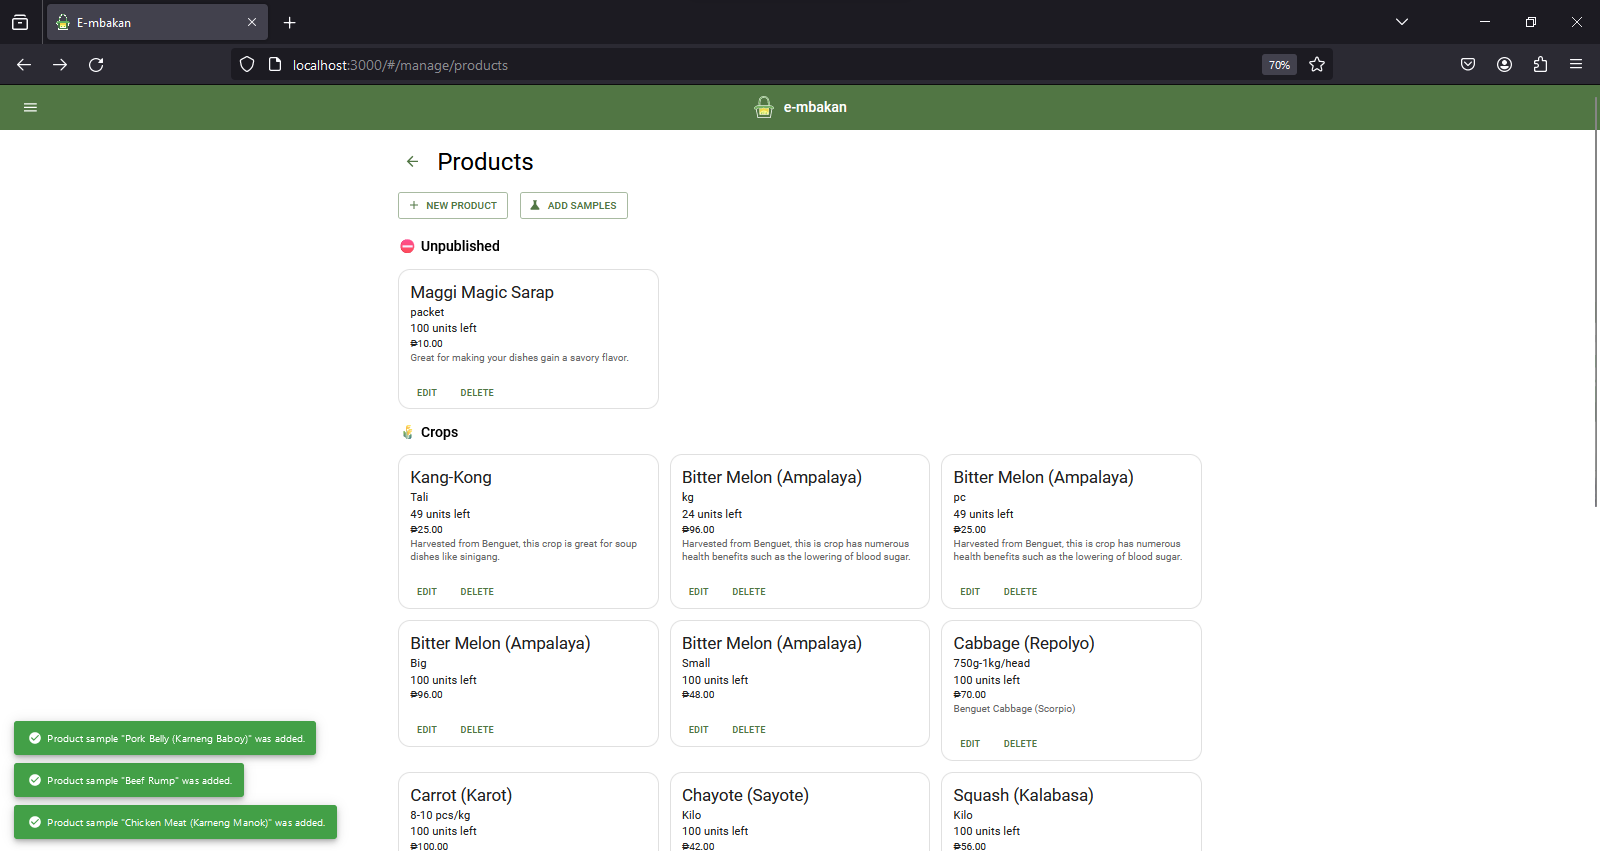 E-mbakan
localhost:3000/#/manage/products
70%
e-mbakan
Products
NEW PRODUCT
ADD SAMPLES
Unpublished
Maggi Magic Sarap
packet
100 units left
₱10.00
Great for making your dishes gain a savory flavor.
EDIT DELETE
Crops
Kang-Kong
Tali
49 units left
₱25.00
Harvested from Benguet, this crop is great for soup
dishes like sinigang.
EDIT DELETE
Bitter Melon (Ampalaya)
kg
24 units left
₱96.00
Harvested from Benguet, this is crop has numerous
health benefits such as the lowering of blood sugar.
EDIT DELETE
Bitter Melon (Ampalaya)
pc
49 units left
₱25.00
Harvested from Benguet, this is crop has numerous
health benefits such as the lowering of blood sugar.
EDIT DELETE
Bitter Melon (Ampalaya)
Big
100 units left
₱96.00
EDIT DELETE
Bitter Melon (Ampalaya)
Small
100 units left
₱48.00
EDIT DELETE
Cabbage (Repolyo)
750g-1kg/head
100 units left
₱70.00
Benguet Cabbage (Scorpio)
EDIT DELETE
Carrot (Karot)
8-10 pcs/kg
100 units left
₱100.00
Chayote (Sayote)
Kilo
100 units left
₱42.00
Squash (Kalabasa)
Kilo
100 units left
₱56.00
Product sample "Pork Belly (Karneng Baboy)" was added.
Product sample "Beef Rump" was added.
Product sample "Chicken Meat (Karneng Manok)" was added.